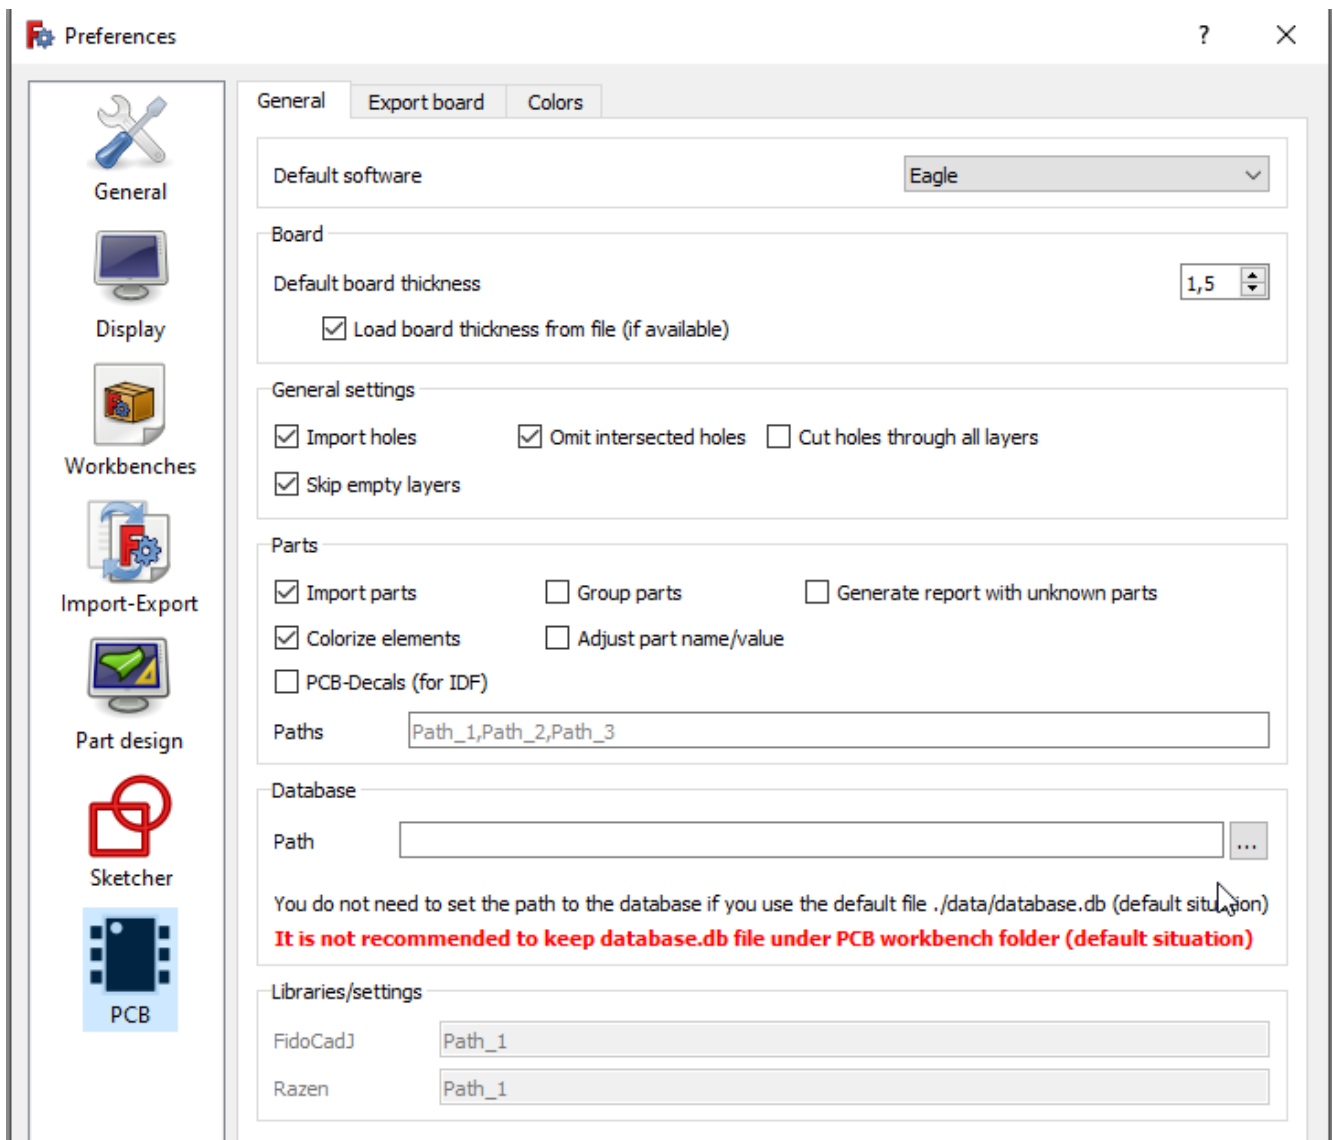 Preferences
?
General
Display
Workbenches
Import-Export
Part design
Sketcher
PCB
General Export board Colors
Default software Eagle
Board
Default board thickness 1,5
Load board thickness from file (if available)
General settings
Import holes Omit intersected holes Cut holes through all layers
Skip empty layers
Parts
Import parts Group parts Generate report with unknown parts
Colorize elements Adjust part name/value
PCB-Decals (for IDF)
Paths Path_1,Path_2,Path_3
Database
Path ...
You do not need to set the path to the database if you use the default file ./data/database.db (default situation)
It is not recommended to keep database.db file under PCB workbench folder (default situation)
Libraries/settings
FidoCadJ Path_1
Razen Path_1